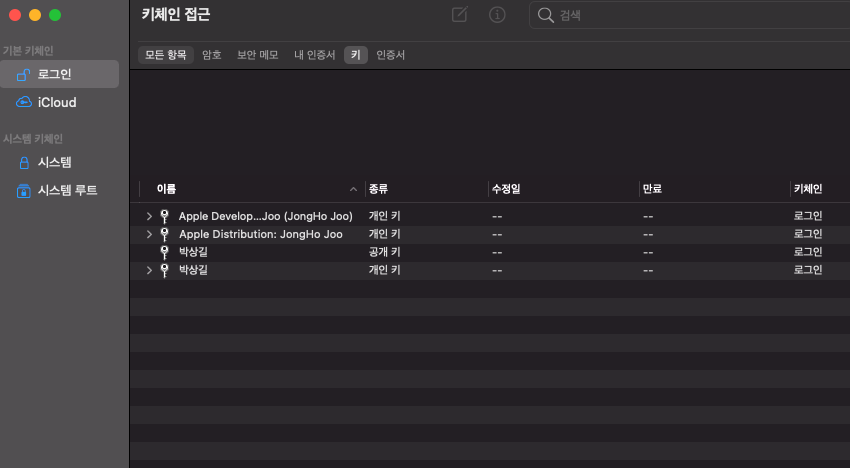 키체인 접근
검색
기본 키체인
로그인
iCloud
시스템 키체인
시스템
시스템 루트
모든 항목 암호 보안 메모 내 인증서 키 인증서
이름 종류 수정일 만료 키체인
Apple Develop...Joo (JongHo Joo) 개인 키 -- -- 로그인
Apple Distribution: JongHo Joo 개인 키 -- -- 로그인
박상길 공개 키 -- -- 로그인
박상길 개인 키 -- -- 로그인